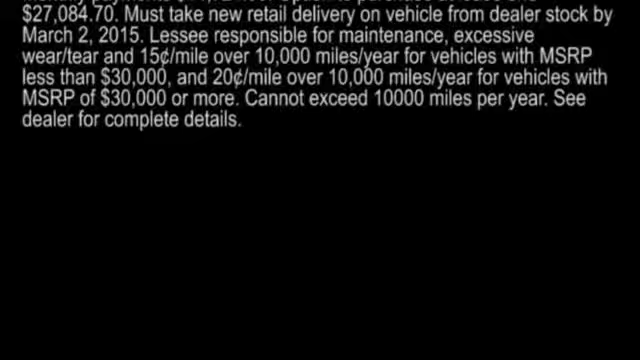 $27,084.70. Must take new retail delivery on vehicle from dealer stock by
March 2, 2015. Lessee responsible for maintenance, excessive
wear/tear and 15¢/mile over 10,000 miles/year for vehicles with MSRP
less than $30,000, and 20¢/mile over 10,000 miles/year for vehicles with
MSRP of $30,000 or more. Cannot exceed 10000 miles per year. See
dealer for complete details.